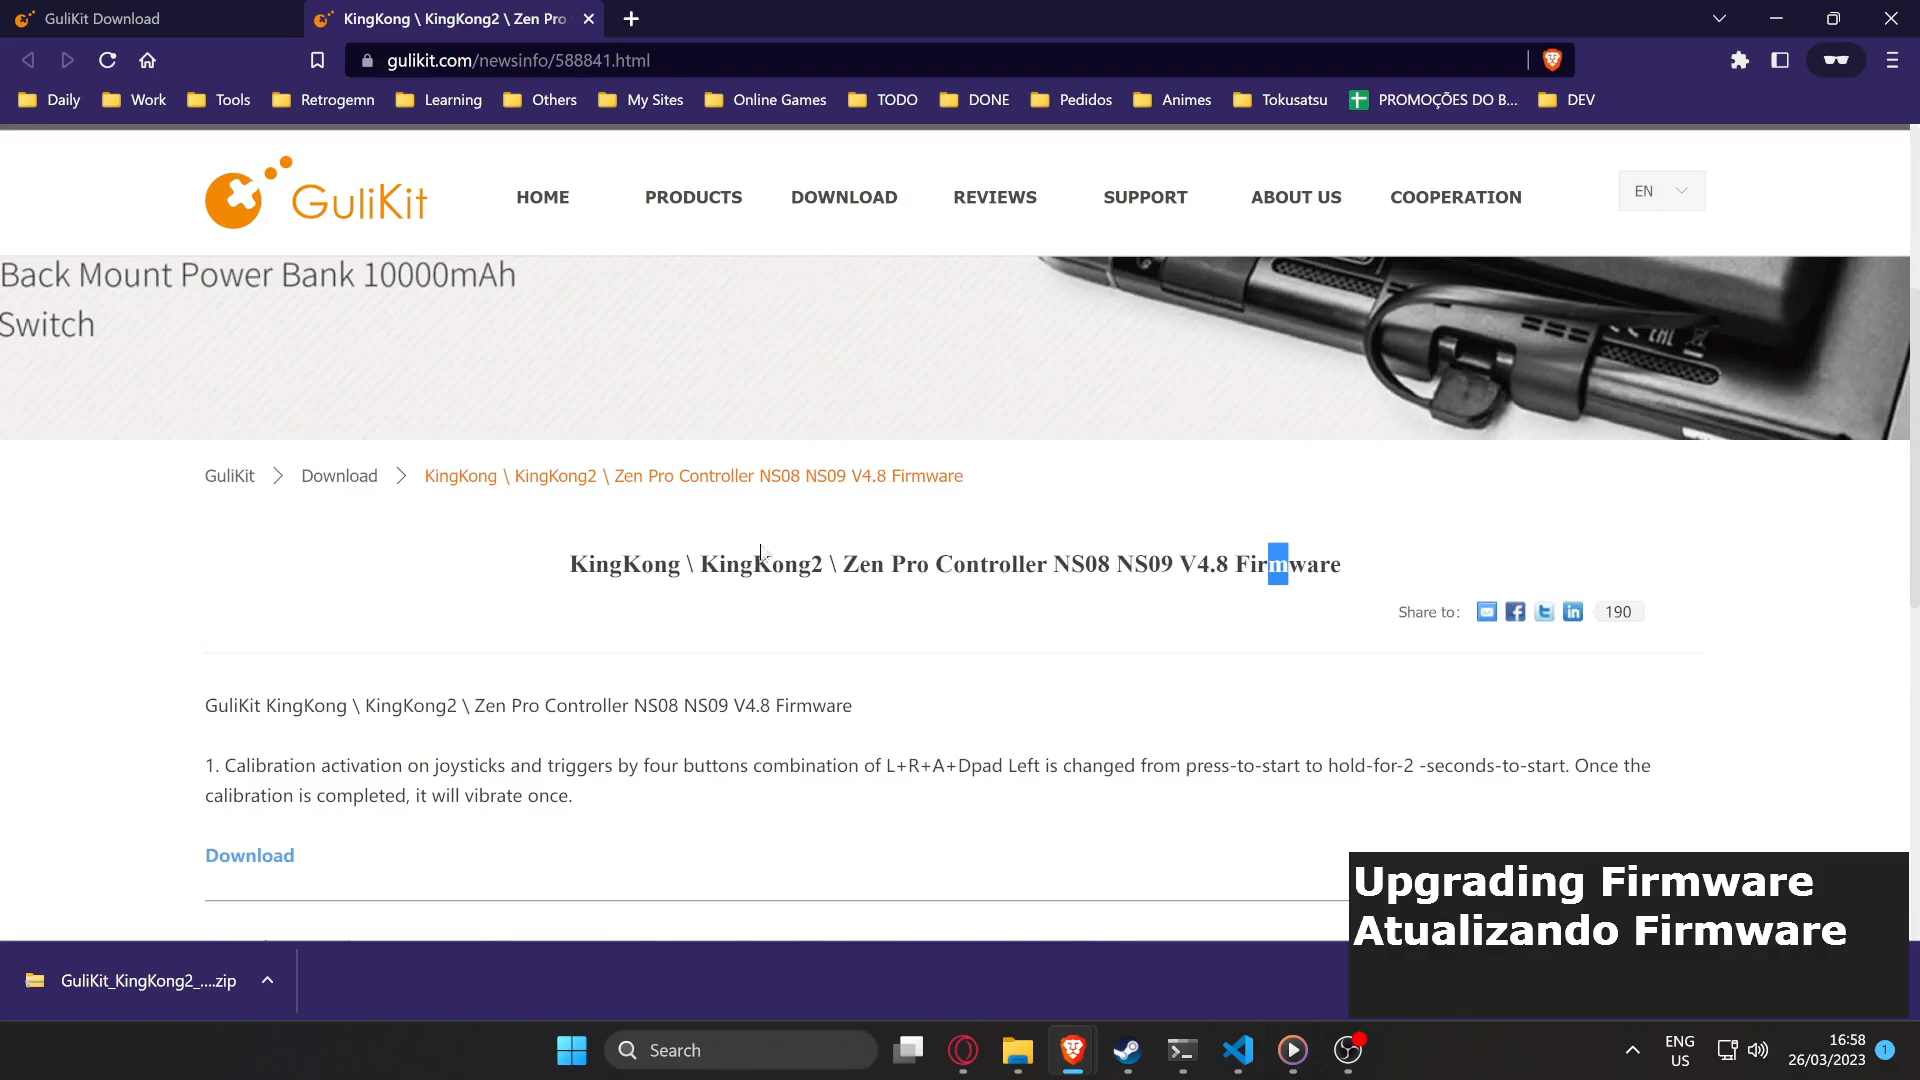 GuliKit Download
KingKong \ KingKong2 \ Zen Pro
gulikit.com/newsinfo/588841.html
Daily
Work
Tools
Retrogemn
Learning
Others
My Sites
Online Games
TODO
DONE
Pedidos
Animes
Tokusatsu
PROMOÇÕES DO B...
DEV
GuliKit
HOME
PRODUCTS
DOWNLOAD
REVIEWS
SUPPORT
ABOUT US
COOPERATION
EN
Back Mount Power Bank 10000mAh
Switch
GuliKit
Download
KingKong \ KingKong2 \ Zen Pro Controller NS08 NS09 V4.8 Firmware
KingKong \ KingKong2 \ Zen Pro Controller NS08 NS09 V4.8 Firmware
Share to:
190
GuliKit KingKong \ KingKong2 \ Zen Pro Controller NS08 NS09 V4.8 Firmware
1. Calibration activation on joysticks and triggers by four buttons combination of L+R+A+Dpad Left is changed from press-to-start to hold-for-2 -seconds-to-start. Once the
calibration is completed, it will vibrate once.
Download
Upgrading Firmware
Atualizando Firmware
GuliKit_KingKong2_....zip
Search
ENG
US
16:58
26/03/2023
1